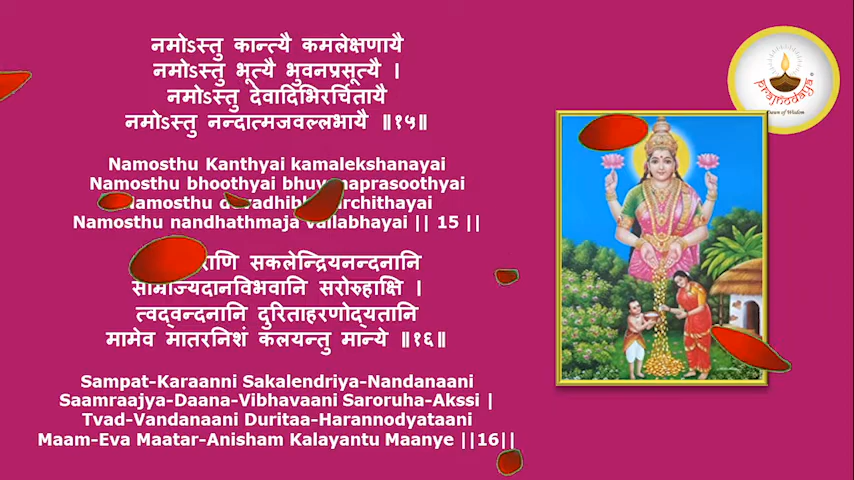 नमोऽस्तु कान्त्यै कमलेक्षणायै
नमोऽस्तु भूत्यै भुवनप्रसूत्यै ।
नमोऽस्तु देवादिभिरर्चितायै
नमोऽस्तु नन्दात्मजवल्लभायै ॥१५॥
Namosthu Kanthyai kamalekshanayai
Namosthu bhoothyai
Namosthu nandhathmaja vallabhayai || 15 ||
सकलेन्द्रियनन्दनानि
साम्राज्यदानविभवानि सरोरुहाक्षि ।
त्वद्वन्दनानि दुरिताहरणोद्यतानि
मामेव मातरनिशं कलयन्तु मान्ये ॥१६॥
Sampat-Karaanni Sakalendriya-Nandanaani
Saamraajya-Daana-Vibhavaani Saroruha-Akssi |
Tvad-Vandanaani Duritaa-Harannodyataani
Maam-Eva Maatar-Anisham Kalayantu Maanye ||16||
Prajnodaya
Dawn of Wisdom